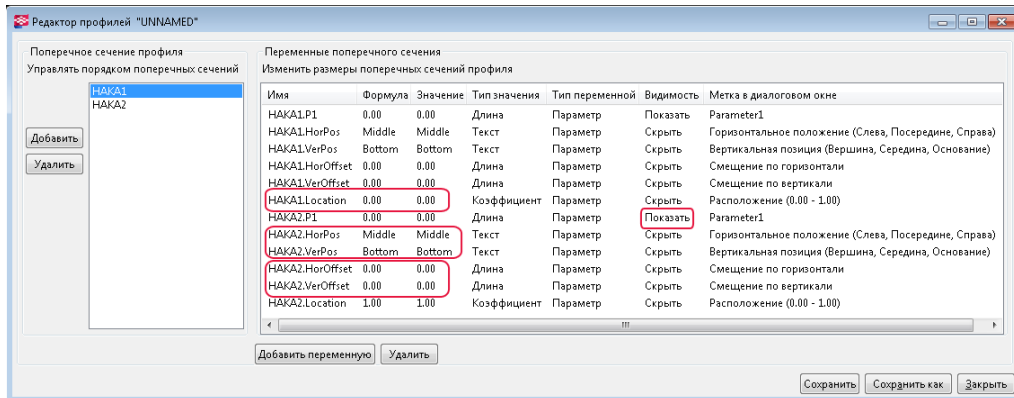 Редактор профилей "UNNAMED"
Поперечное сечение профиля
Управлять порядком поперечных сечений
HAKA1
HAKA2
Добавить
Удалить
Переменные поперечного сечения
Изменить размеры поперечных сечений профиля
Имя Формула Значение Тип значения Тип переменной Видимость Метка в диалоговом окне
HAKA1.P1 0.00 0.00 Длина Параметр Показать Parameter1
HAKA1.HorPos Middle Middle Текст Параметр Скрыть Горизонтальное положение (Слева, Посередине, Справа)
HAKA1.VerPos Bottom Bottom Текст Параметр Скрыть Вертикальная позиция (Вершина, Середина, Основание)
HAKA1.HorOffset 0.00 0.00 Длина Параметр Скрыть Смещение по горизонтали
HAKA1.VerOffset 0.00 0.00 Длина Параметр Скрыть Смещение по вертикали
HAKA1.Location 0.00 0.00 Коэффициент Параметр Скрыть Расположение (0.00 - 1.00)
HAKA2.P1 0.00 0.00 Длина Параметр Показать Parameter1
HAKA2.HorPos Middle Middle Текст Параметр Скрыть Горизонтальное положение (Слева, Посередине, Справа)
HAKA2.VerPos Bottom Bottom Текст Параметр Скрыть Вертикальная позиция (Вершина, Середина, Основание)
HAKA2.HorOffset 0.00 0.00 Длина Параметр Скрыть Смещение по горизонтали
HAKA2.VerOffset 0.00 0.00 Длина Параметр Скрыть Смещение по вертикали
HAKA2.Location 1.00 1.00 Коэффициент Параметр Скрыть Расположение (0.00 - 1.00)
Добавить переменную Удалить
Сохранить Сохранить как Закрыть